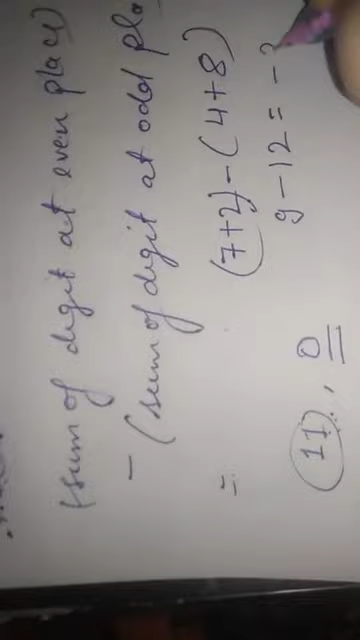 (sum of digit at even place)
- (sum of digit at odd pla
= (7+2) - (4+8)
9-12 = -
(11), 0